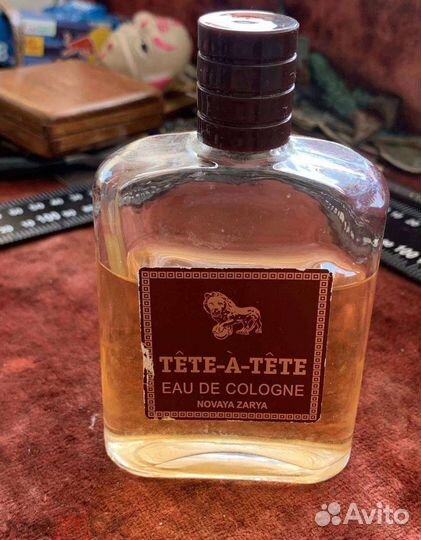 TÊTE-À-TÊTE
EAU DE COLOGNE
NOVAYA ZARYA
Avito